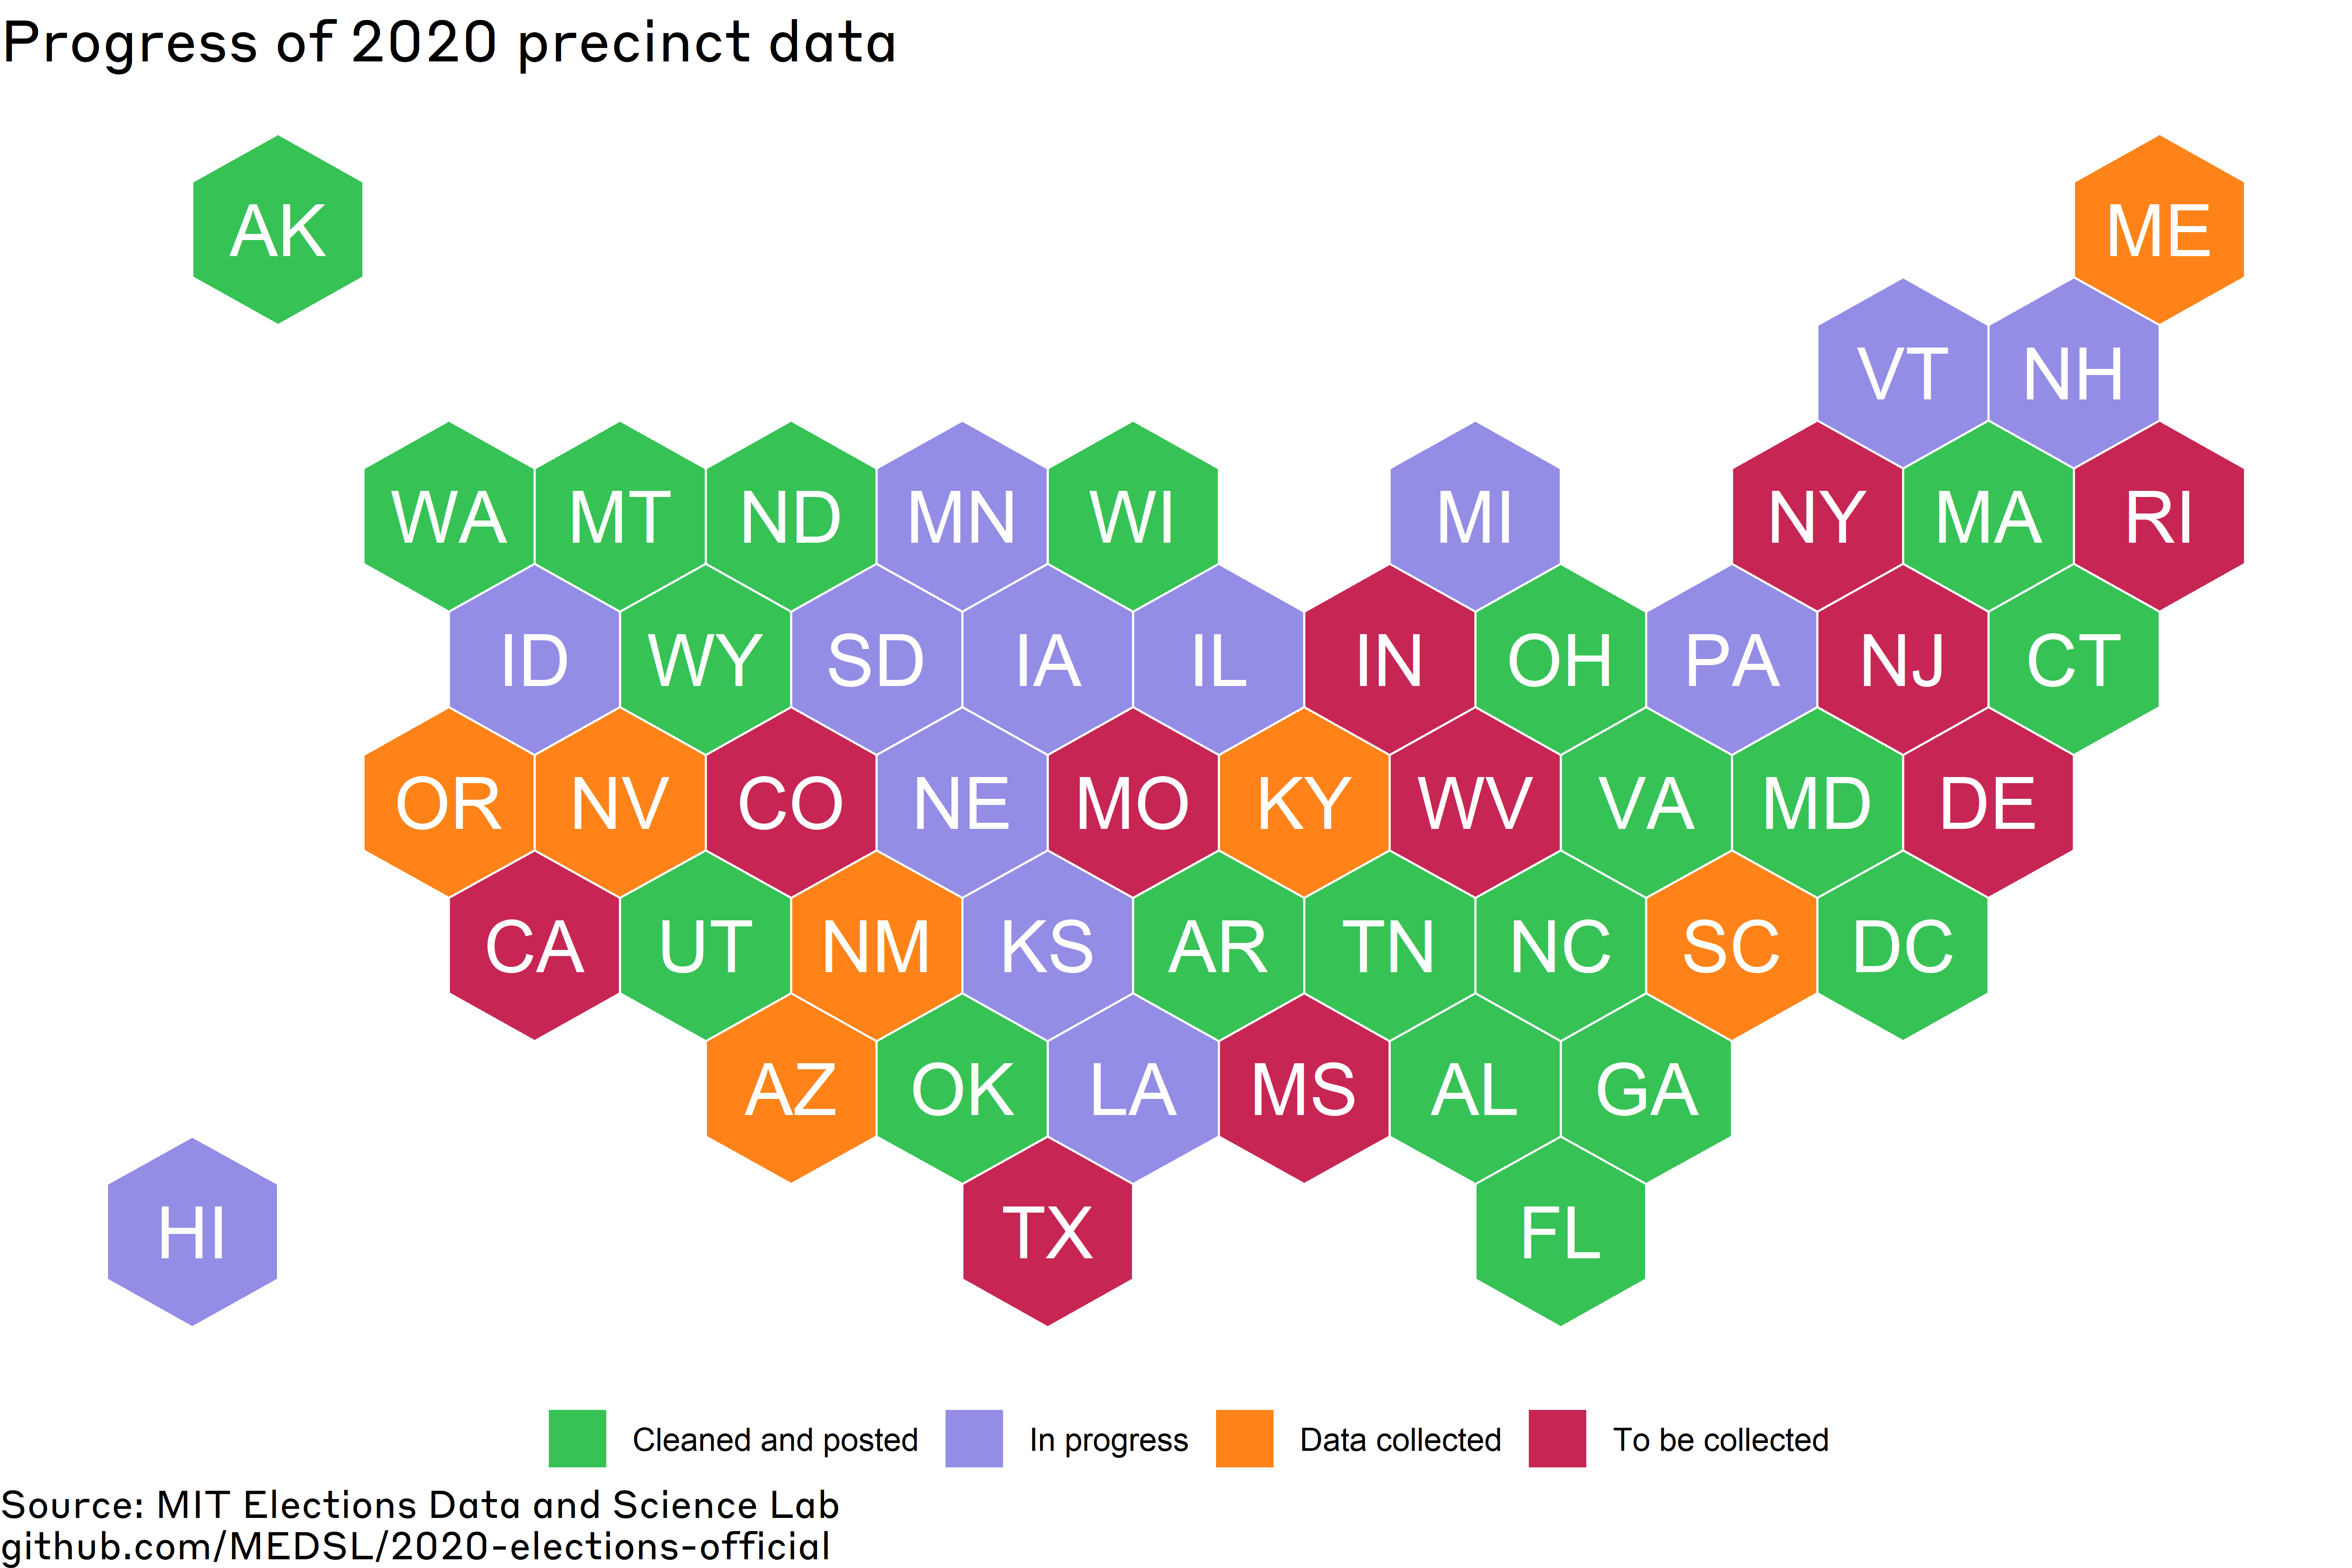 Progress of 2020 precinct data
AK
ME
VT NH
WA MT ND MN WI MI NY MA RI
ID WY SD IA IL IN OH PA NJ CT
OR NV CO NE MO KY WV VA MD DE
CA UT NM KS AR TN NC SC DC
AZ OK LA MS AL GA
HI TX FL
Cleaned and posted In progress Data collected To be collected
Source: MIT Elections Data and Science Lab
github.com/MEDSL/2020-elections-official